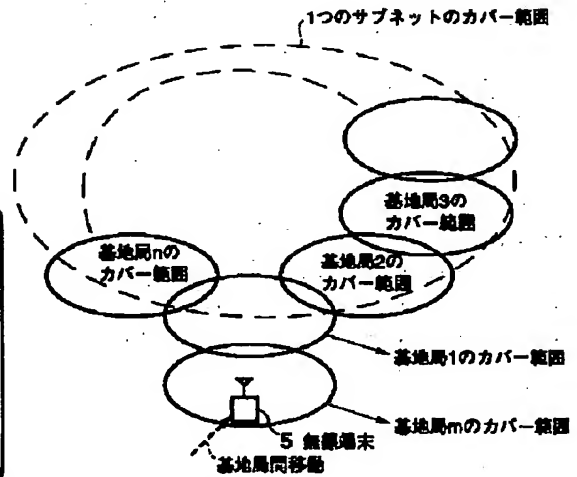 1つのサブネットのカバー範囲
基地局3の
カバー範囲
基地局nの
カバー範囲
基地局2の
カバー範囲
基地局1のカバー範囲
基地局mのカバー範囲
5 無線端末
基地局間移動